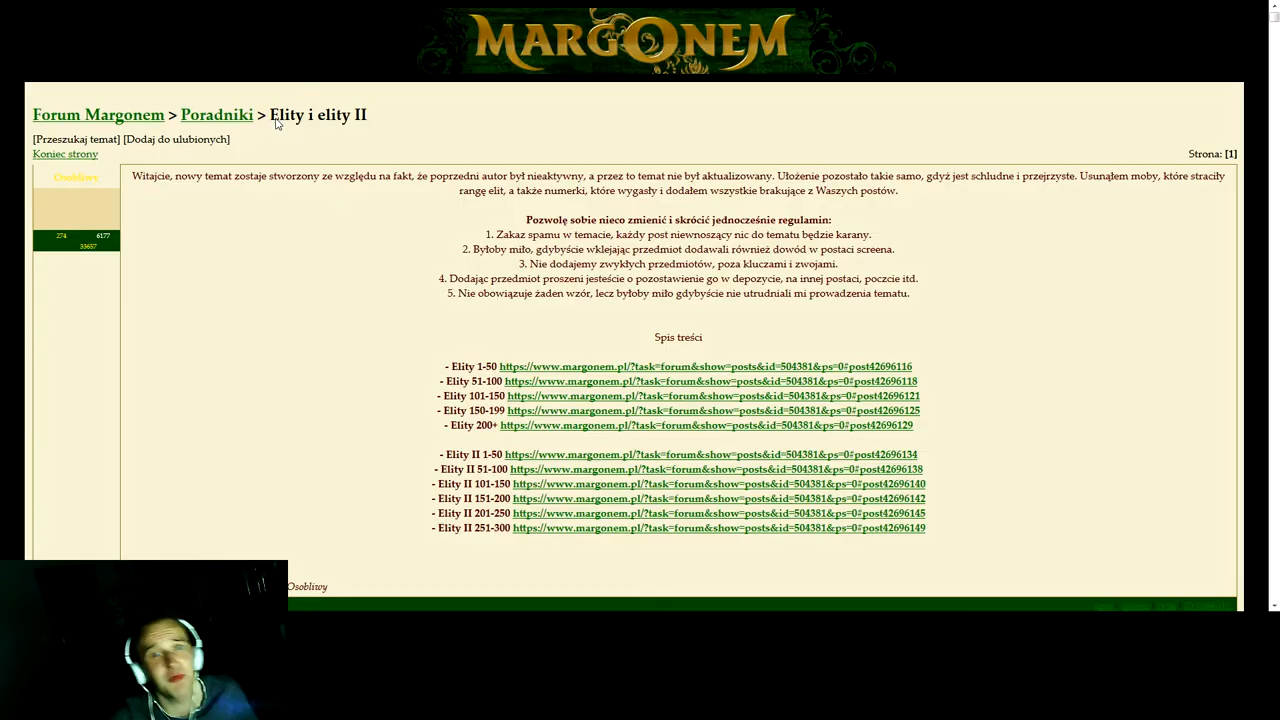 MARGONEM
Forum Margonem > Poradniki > Elity i elity II
[Przeszukaj temat] [Dodaj do ulubionych]
Koniec strony
Strona: [1]
Osobliwy
274 6177
33657
Witajcie, nowy temat zostaje stworzony ze względu na fakt, że poprzedni autor był nieaktywny, a przez to temat nie był aktualizowany. Ułożenie pozostało takie samo, gdyż jest schludne i przejrzyste. Usunąłem moby, które straciły
rangę elit, a także numerki, które wygasły i dodałem wszystkie brakujące z Waszych postów.
Pozwolę sobie nieco zmienić i skrócić jednocześnie regulamin:
1. Zakaz spamu w temacie, każdy post niewnoszący nic do tematu będzie karany.
2. Byłoby miło, gdybyście wklejając przedmiot dodawali również dowód w postaci screena.
3. Nie dodajemy zwykłych przedmiotów, poza kluczami i zwojami.
4. Dodając przedmiot proszeni jesteście o pozostawienie go w depozycie, na innej postaci, poczcie itd.
5. Nie obowiązuje żaden wzór, lecz byłoby miło gdybyście nie utrudniali mi prowadzenia tematu.
Spis treści
- Elity 1-50 https://www.margonem.pl/?task=forum&show=posts&id=504381&ps=0#post42696116
- Elity 51-100 https://www.margonem.pl/?task=forum&show=posts&id=504381&ps=0#post42696118
- Elity 101-150 https://www.margonem.pl/?task=forum&show=posts&id=504381&ps=0#post42696121
- Elity 150-199 https://www.margonem.pl/?task=forum&show=posts&id=504381&ps=0#post42696125
- Elity 200+ https://www.margonem.pl/?task=forum&show=posts&id=504381&ps=0#post42696129
- Elity II 1-50 https://www.margonem.pl/?task=forum&show=posts&id=504381&ps=0#post42696134
- Elity II 51-100 https://www.margonem.pl/?task=forum&show=posts&id=504381&ps=0#post42696138
- Elity II 101-150 https://www.margonem.pl/?task=forum&show=posts&id=504381&ps=0#post42696140
- Elity II 151-200 https://www.margonem.pl/?task=forum&show=posts&id=504381&ps=0#post42696142
- Elity II 201-250 https://www.margonem.pl/?task=forum&show=posts&id=504381&ps=0#post42696145
- Elity II 251-300 https://www.margonem.pl/?task=forum&show=posts&id=504381&ps=0#post42696149
Osobliwy